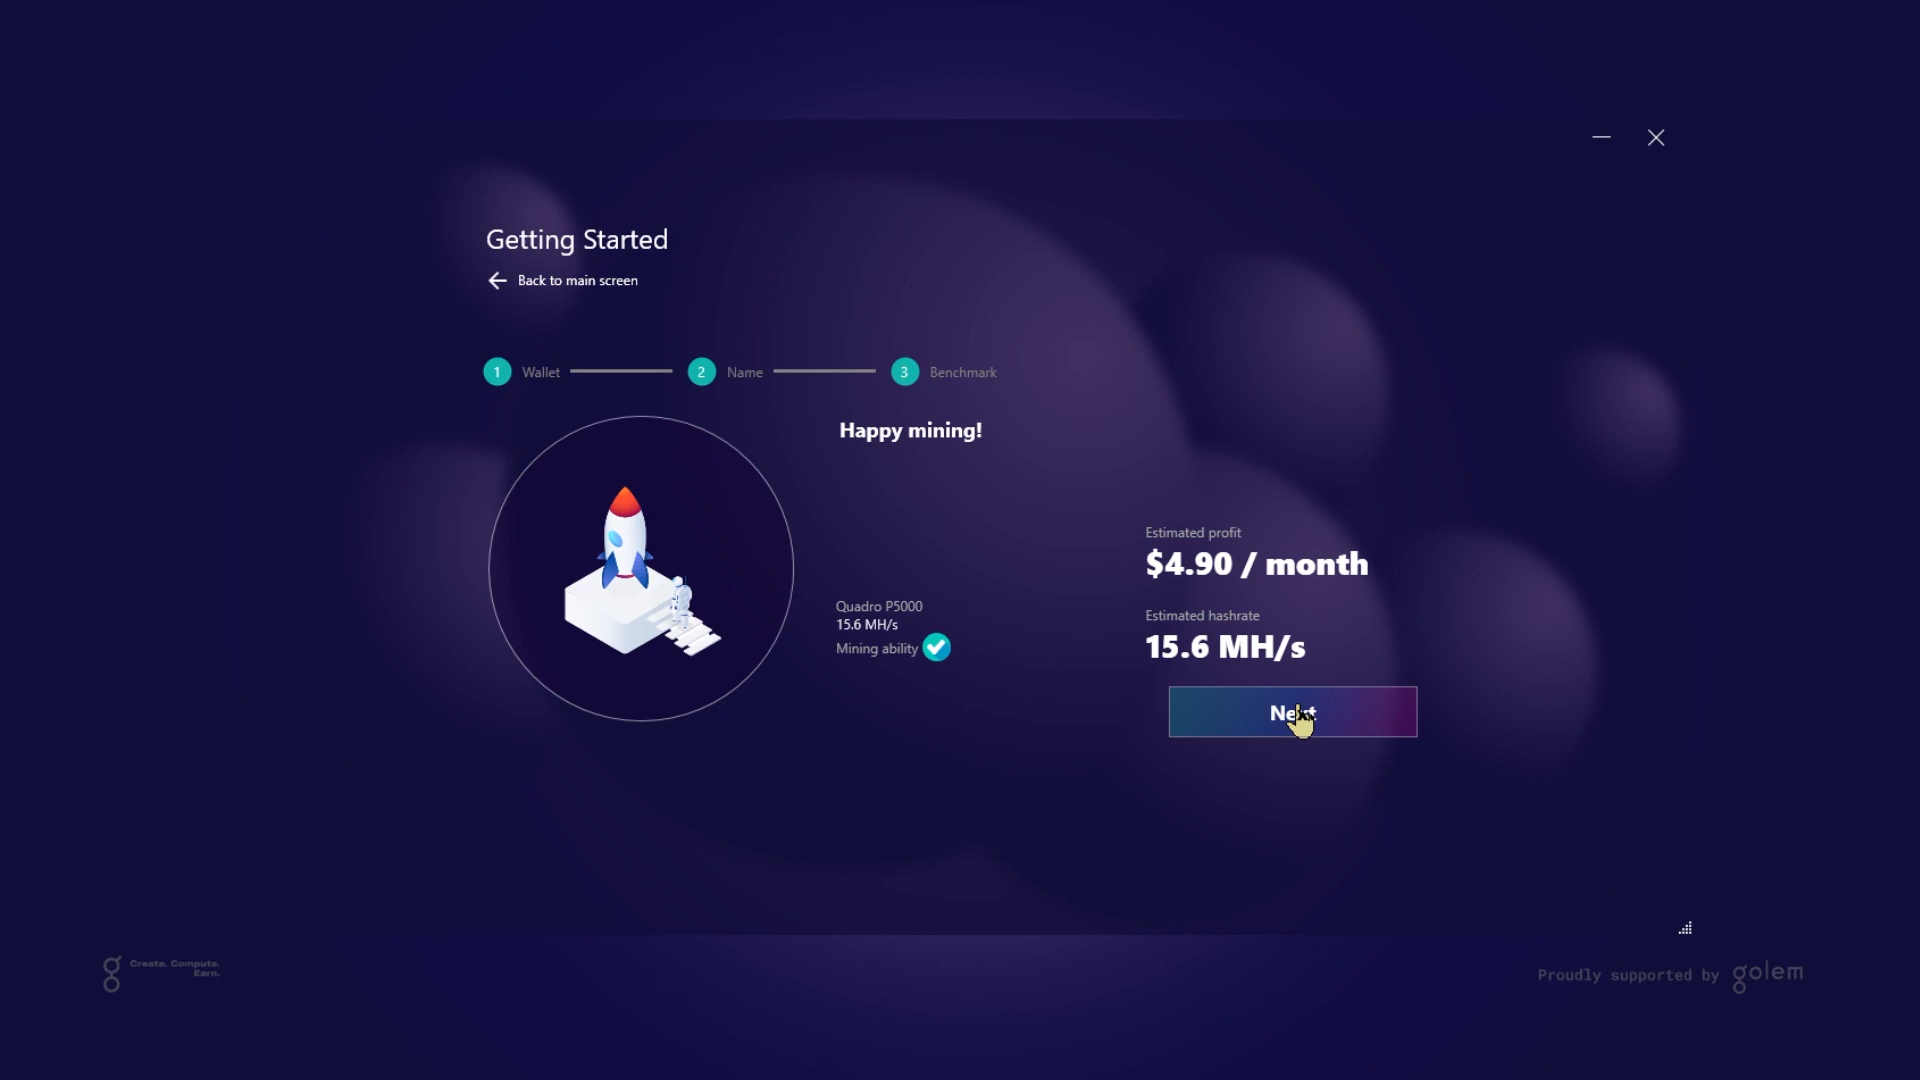 Getting Started
Back to main screen
1 Wallet 2 Name 3 Benchmark
Happy mining!
Estimated profit
$4.90 / month
Quadro P5000
15.6 MH/s
Mining ability
Estimated hashrate
15.6 MH/s
Next
Create. Compute.
Earn.
Proudly supported by golem